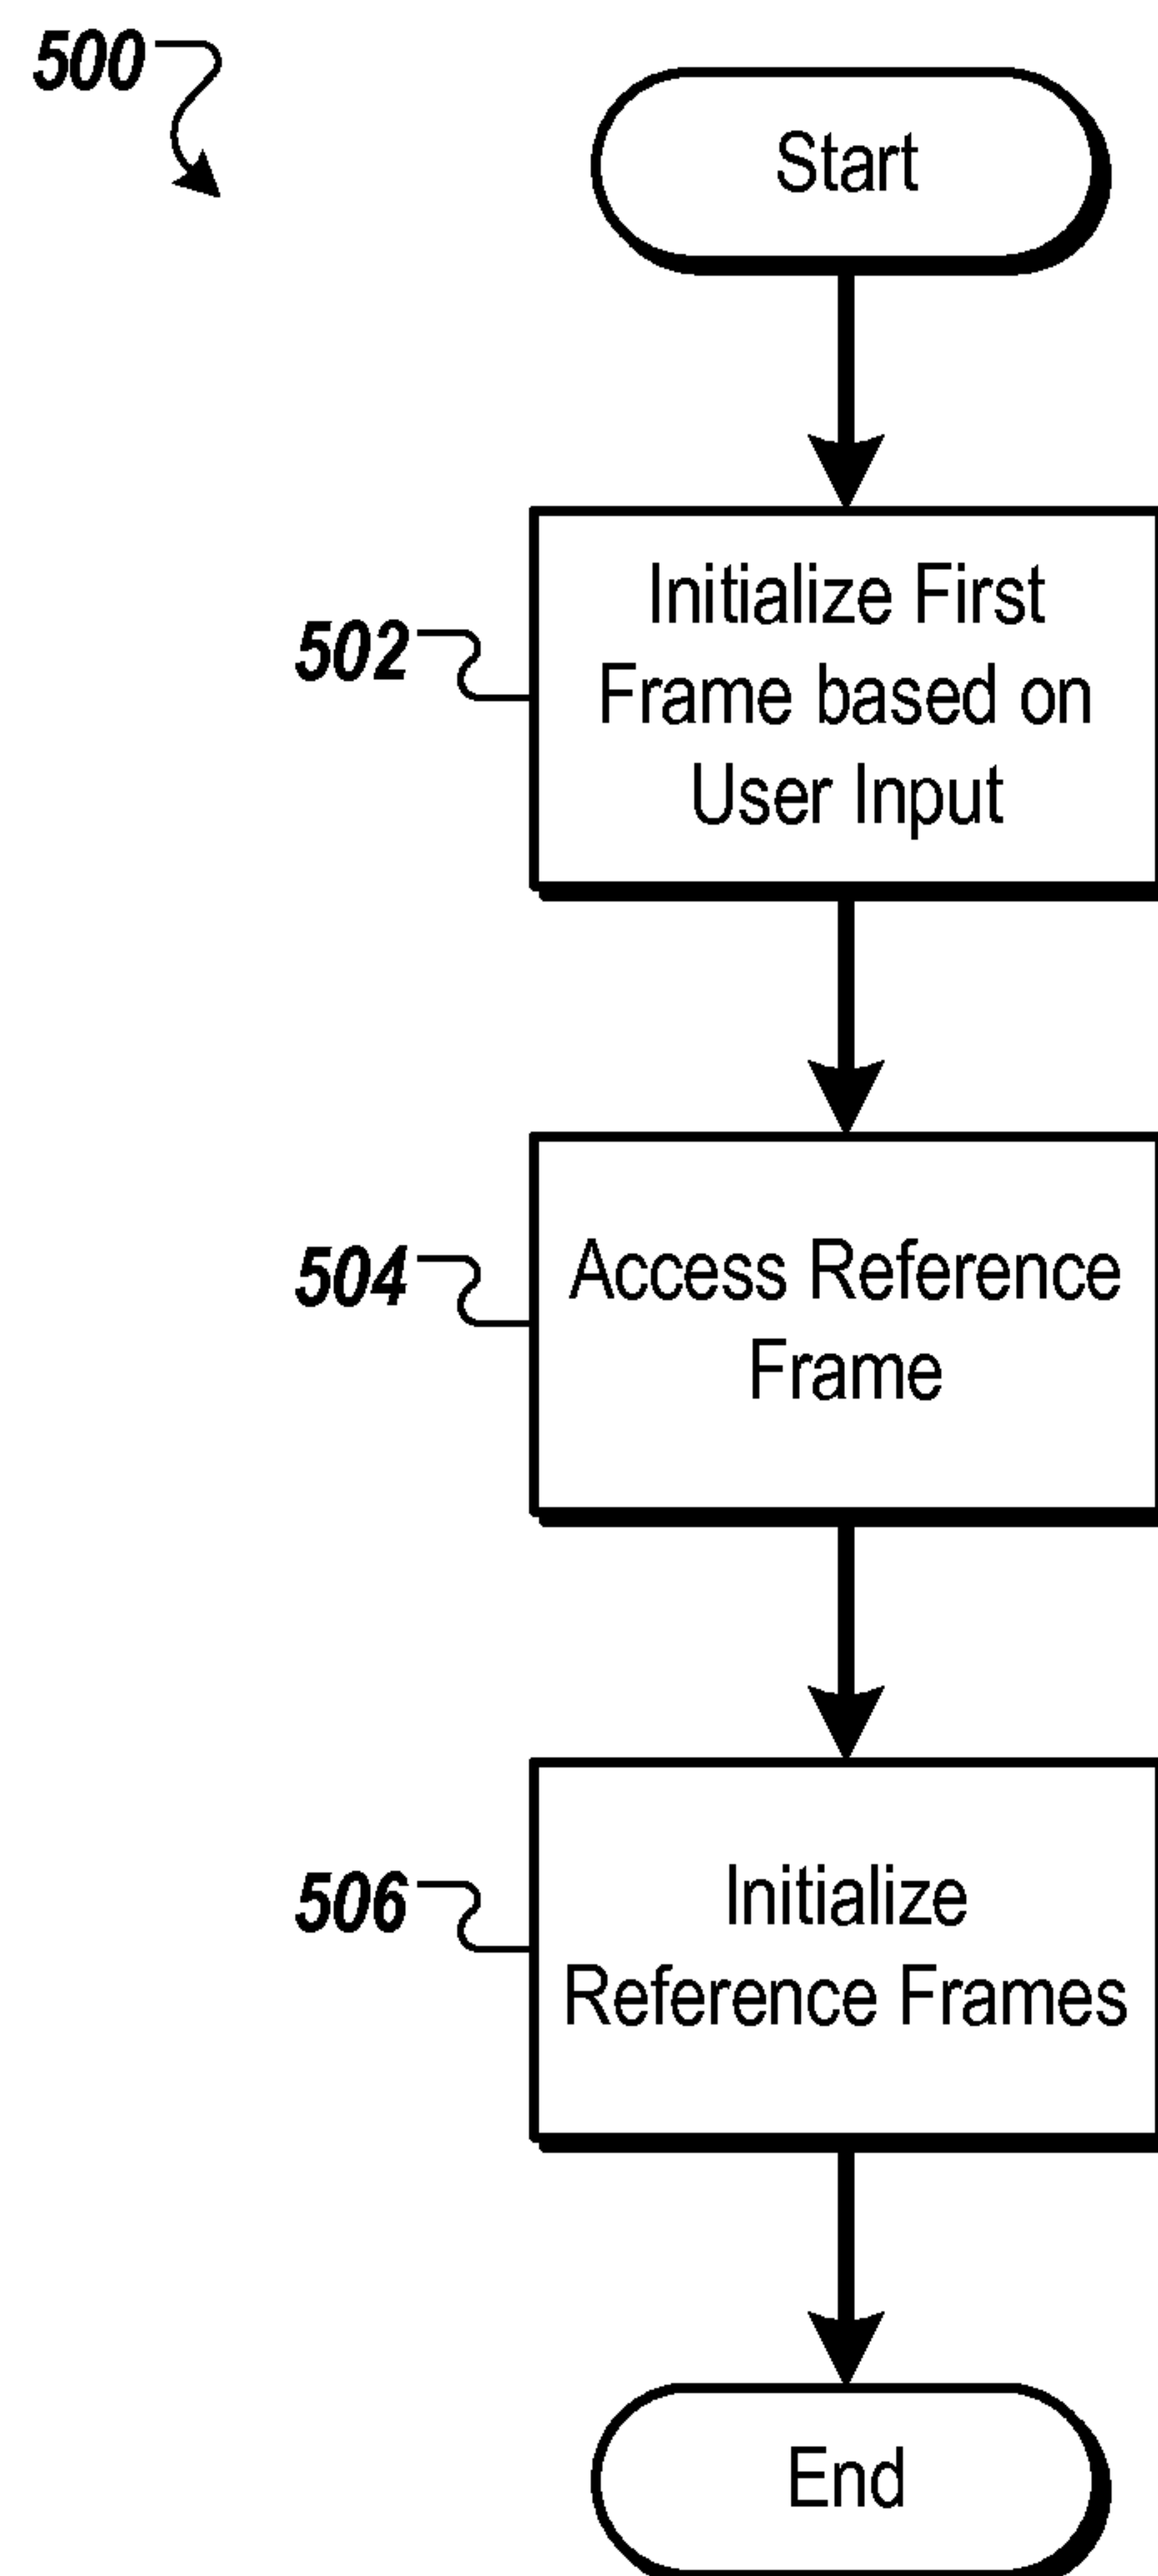 500
Start
502
Initialize First
Frame based on
User Input
504
Access Reference
Frame
506
Initialize
Reference Frames
End